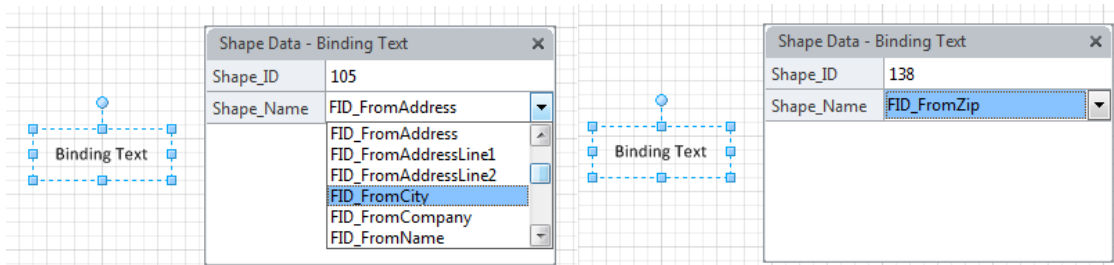 Shape Data - Binding Text
Shape_ID 105
Shape_Name FID_FromAddress
FID_FromAddress
FID_FromAddressLine1
FID_FromAddressLine2
FID_FromCity
FID_FromCompany
FID_FromName
Binding Text
Shape Data - Binding Text
Shape_ID 138
Shape_Name FID_FromZip
Binding Text